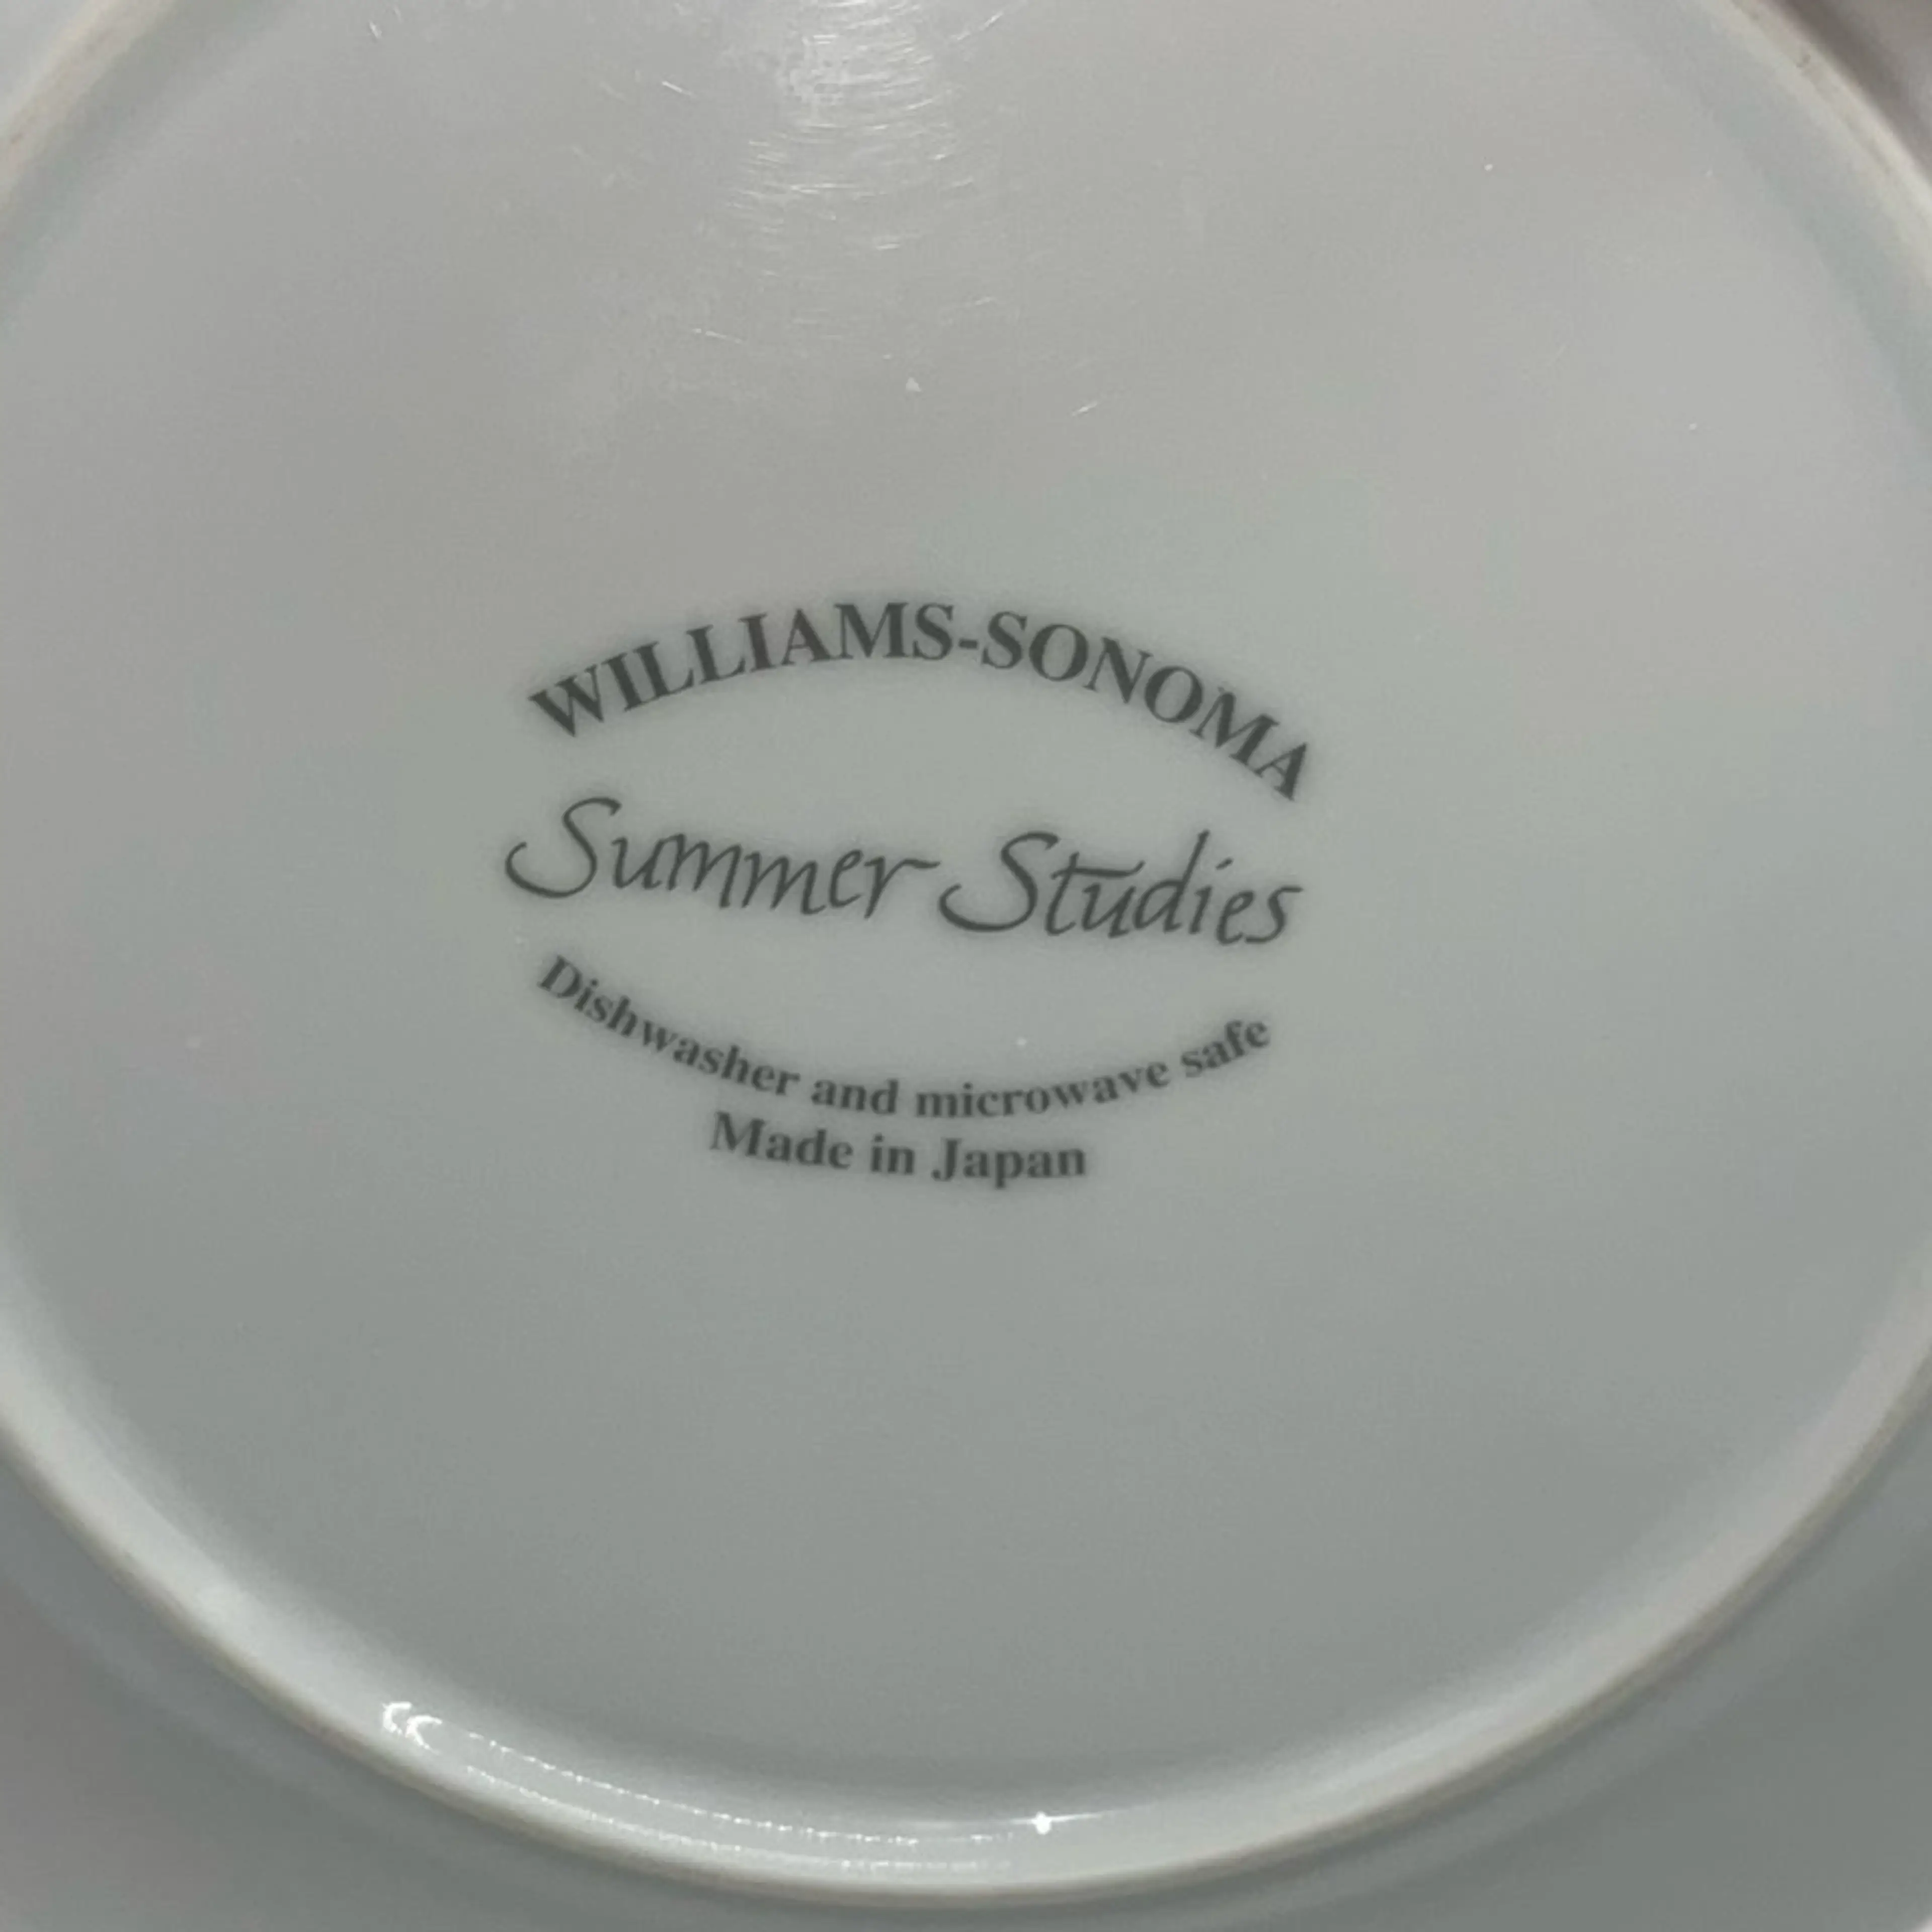 WILLIAMS-SONOMA
Summer Studies
Dishwasher and microwave safe
Made in Japan